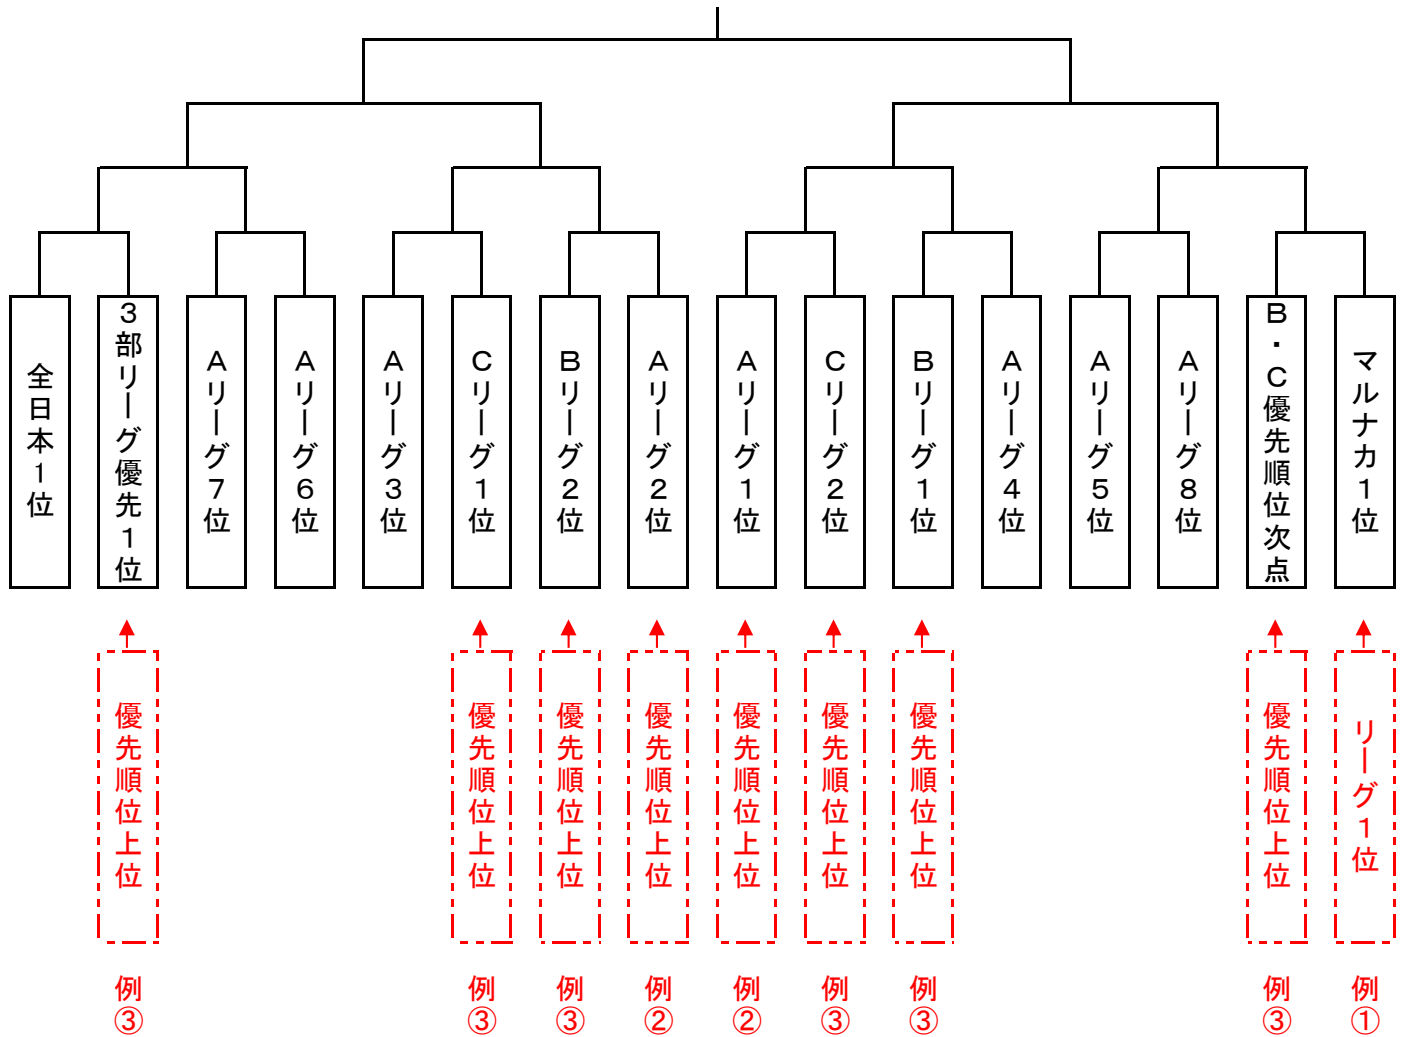 全日本１位
３部リーグ優先１位
Ａリーグ７位
Ａリーグ６位
Ａリーグ３位
Ｃリーグ１位
Ｂリーグ２位
Ａリーグ２位
Ａリーグ１位
Ｃリーグ２位
Ｂリーグ１位
Ａリーグ４位
Ａリーグ５位
Ａリーグ８位
Ｂ・Ｃ優先順位次点
マルナカ１位
優先順位上位
優先順位上位
優先順位上位
優先順位上位
優先順位上位
優先順位上位
優先順位上位
優先順位上位
リーグ１位
例③
例③
例③
例②
例②
例③
例③
例③
例①